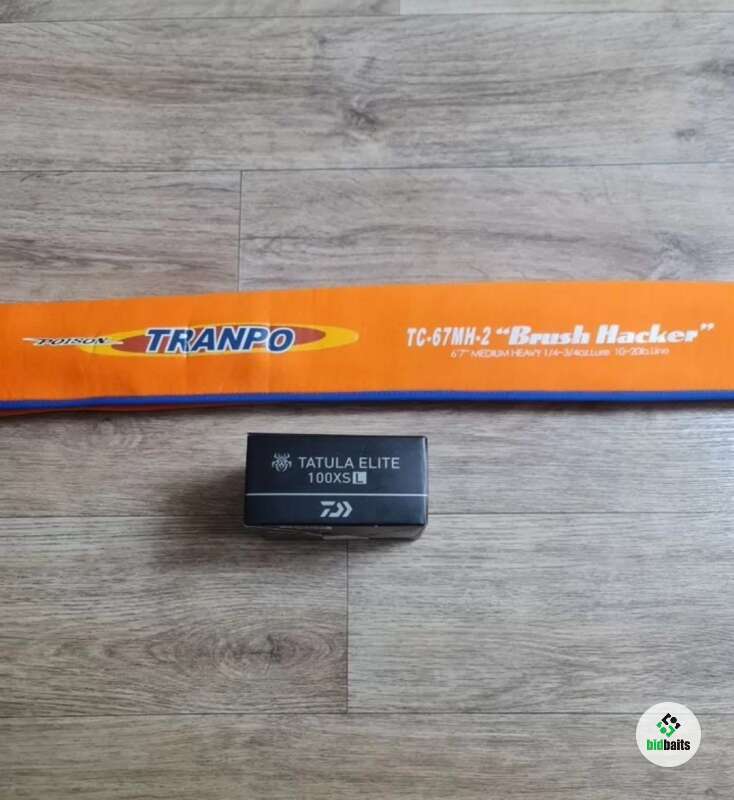 POISON TRANPO
TC-67MH-2 "Brush Hacker"
6'7" MEDIUM HEAVY 1/4-3/4oz.Lure 10-20lb.Line
TATULA ELITE
100XS L
bidbaits